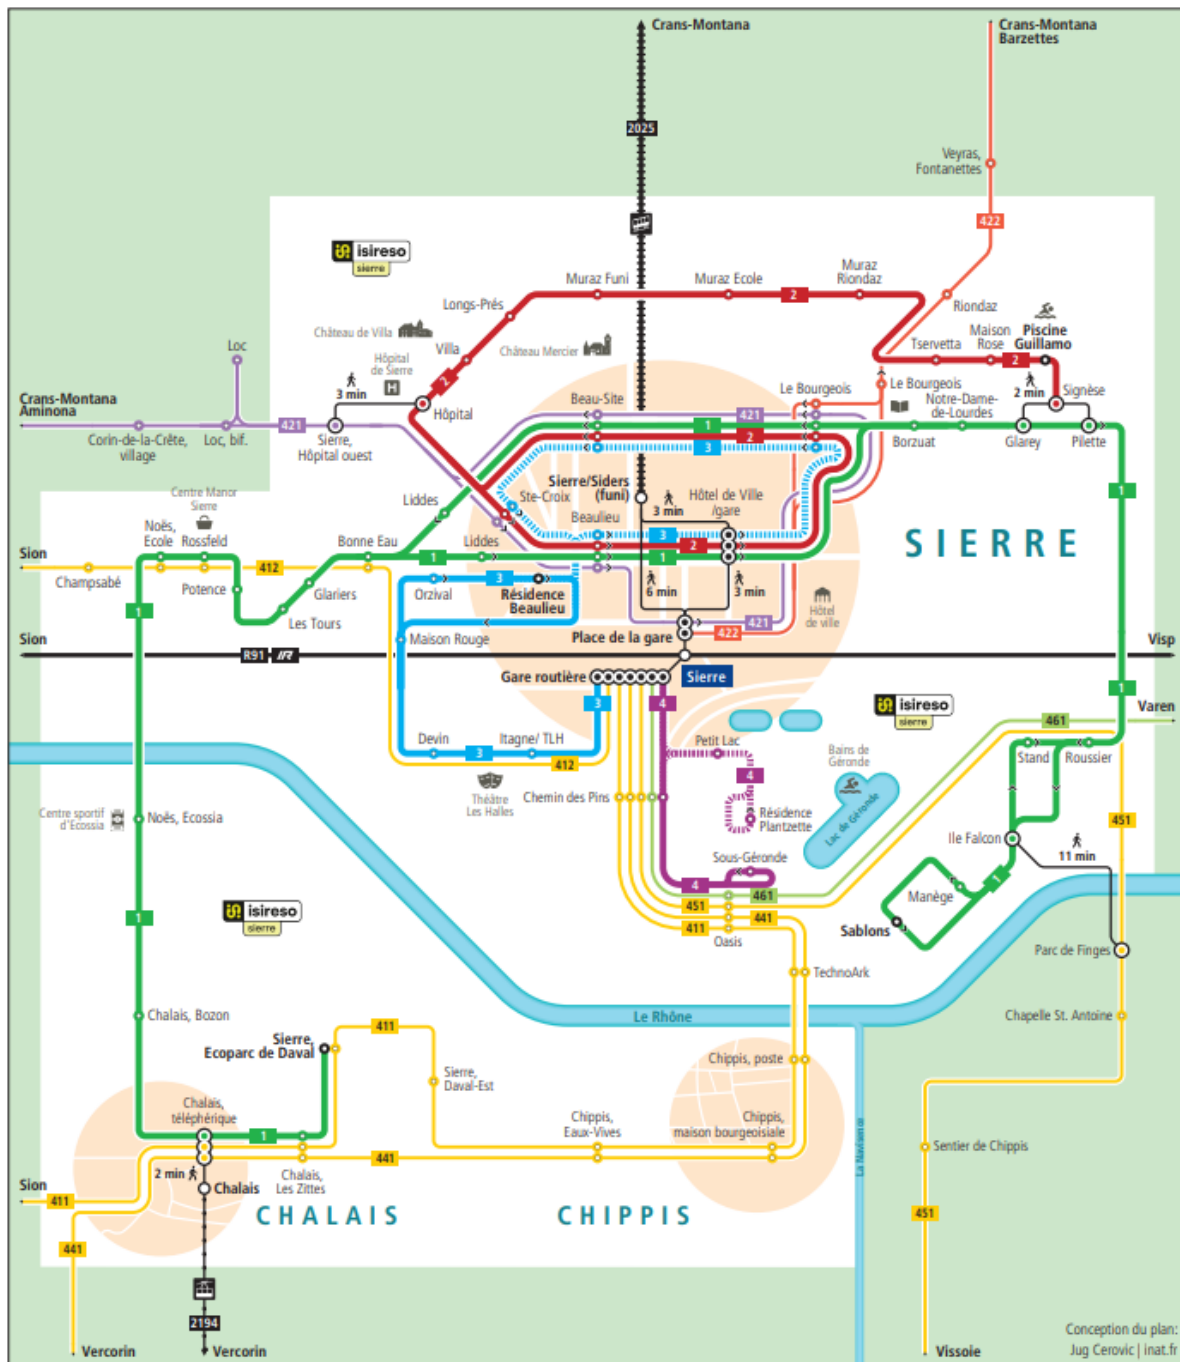 Crans-Montana
Crans-Montana
Barzettes
2025
Veyras,
Fontanettes
422
isireso
sierre
Muraz Funi
Muraz Ecole
Muraz
Riondaz
2
Longs-Prés
Riondaz
Château de Villa
Villa
Château Mercier
Tservetta
Maison
Rose
Piscine
Guillamo
2
Loc
Hôpital
de Sierre
H
3 min
2
2 min
Signèse
Le Bourgeois
Le Bourgeois
Crans-Montana
Aminona
421
Corin-de-la-Crête,
village
Loc, bif.
Sierre,
Hôpital ouest
Hôpital
Beau-Site
421
1
2
3
Notre-Dame-
de-Lourdes
Borzuat
Glarey
Pilette
Centre Manor
Sierre
Liddes
Ste-Croix
Sierre/Siders
(funi)
3 min
Hôtel de Ville
/gare
1
Noës,
Ecole
Rossfeld
Beaulieu
SIERRE
Sion
Bonne Eau
1
Liddes
3
2
1
Champsabé
412
Potence
Glariers
Les Tours
Orzival
3
Résidence
Beaulieu
6 min
3 min
Hôtel
de ville
1
Maison Rouge
Place de la gare
421
422
Sion
R91
IR
Visp
Gare routière
Sierre
1
3
4
isireso
sierre
Varen
461
Devin
3
Itagne/ TLH
412
Petit Lac
4
Bains de
Géronde
Stand
Roussier
Théâtre
Les Halles
Chemin des Pins
Résidence
Plantzette
Lac de Géronde
Centre sportif
d'Ecossia
Noës, Ecossia
Ile Falcon
11 min
451
Sous-Géronde
4
461
451
441
411
Oasis
1
Manège
Sablons
1
isireso
sierre
Parc de Finges
TechnoArk
Le Rhône
Chapelle St. Antoine
Chalais, Bozon
411
Sierre,
Ecoparc de Daval
Sierre,
Daval-Est
Chippis, poste
Chalais,
téléphérique
1
Chippis,
Eaux-Vives
Chippis,
maison bourgeoisiale
La Navisence
Sentier de Chippis
441
2 min
Chalais,
Les Zittes
Sion
411
Chalais
CHALAIS
CHIPPIS
451
441
2194
Vercorin
Vercorin
Vissoie
Conception du plan:
Jug Cerovic | inat.fr